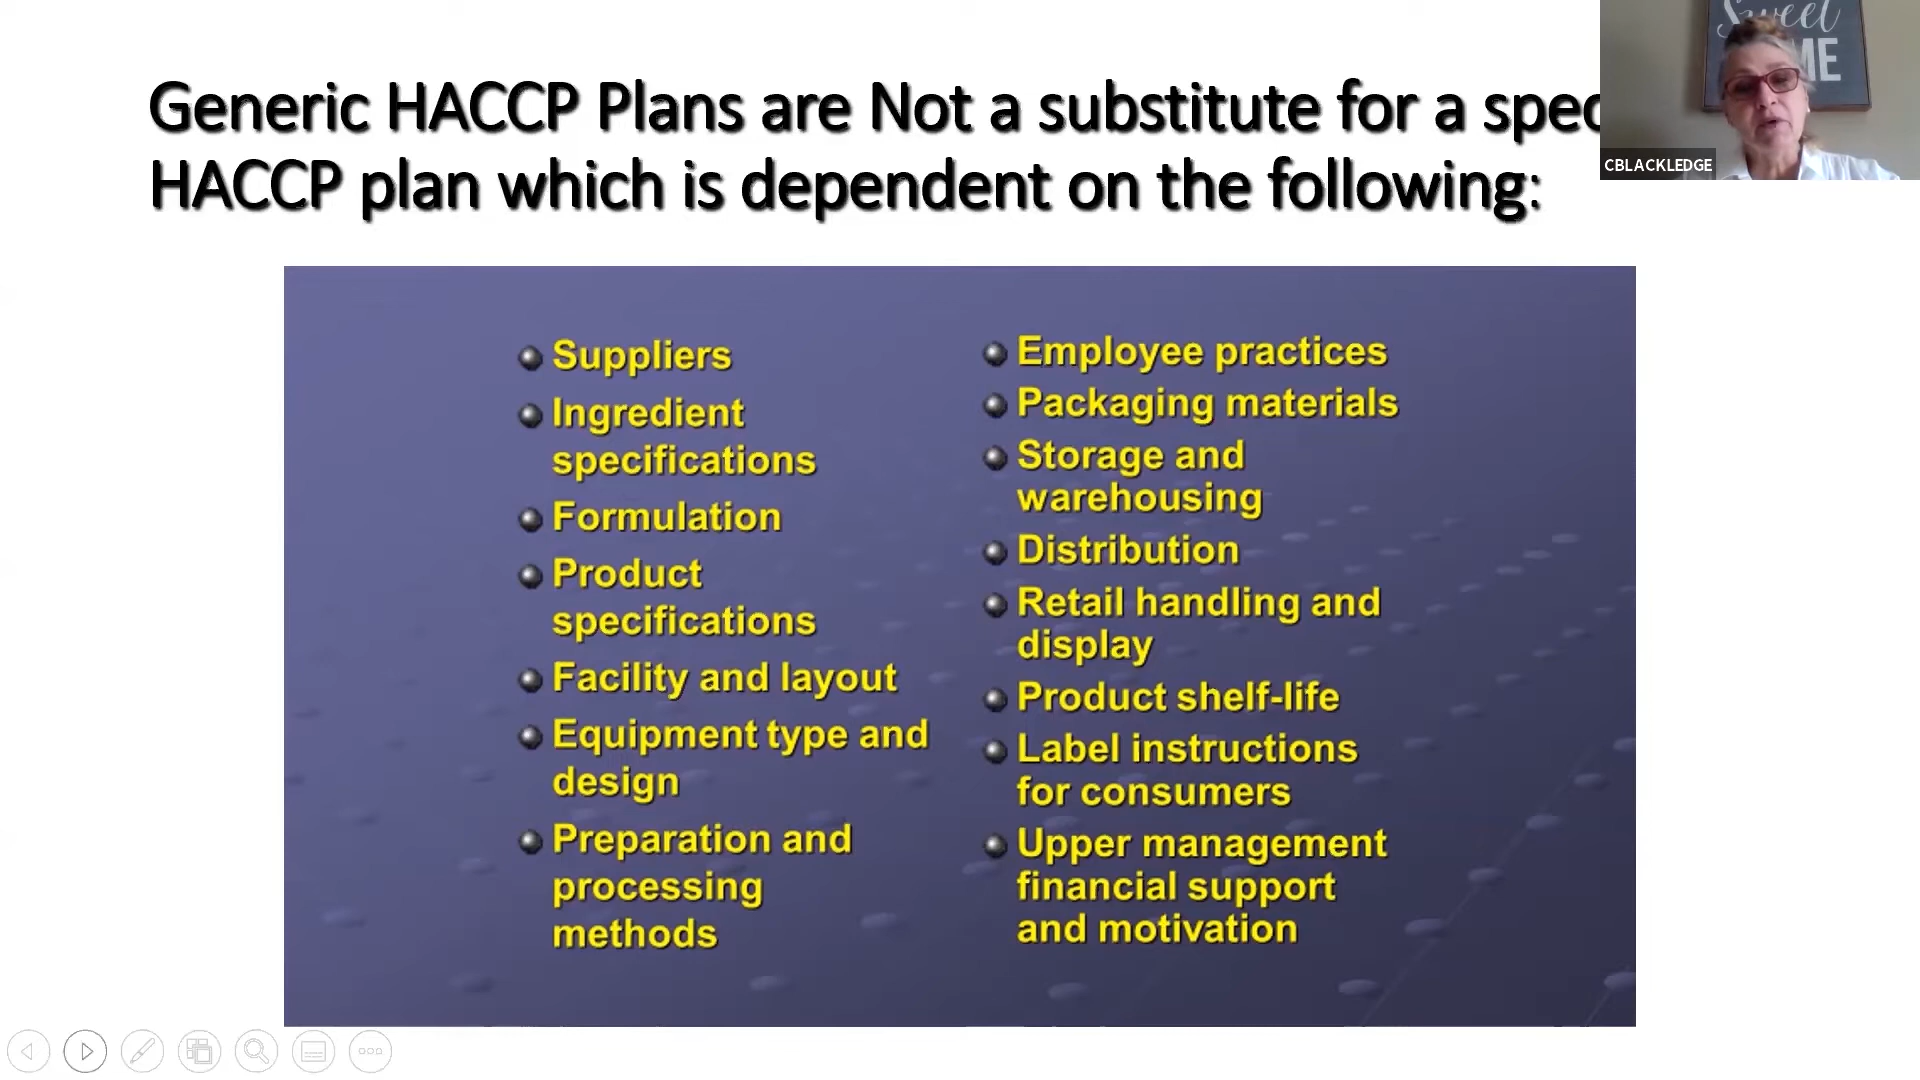 Generic HACCP Plans are Not a substitute for a spec
HACCP plan which is dependent on the following:
Suppliers
Ingredient
specifications
Formulation
Product
specifications
Facility and layout
Equipment type and
design
Preparation and
processing
methods
Employee practices
Packaging materials
Storage and
warehousing
Distribution
Retail handling and
display
Product shelf-life
Label instructions
for consumers
Upper management
financial support
and motivation
Sweet
ME
CBLACKLEDGE